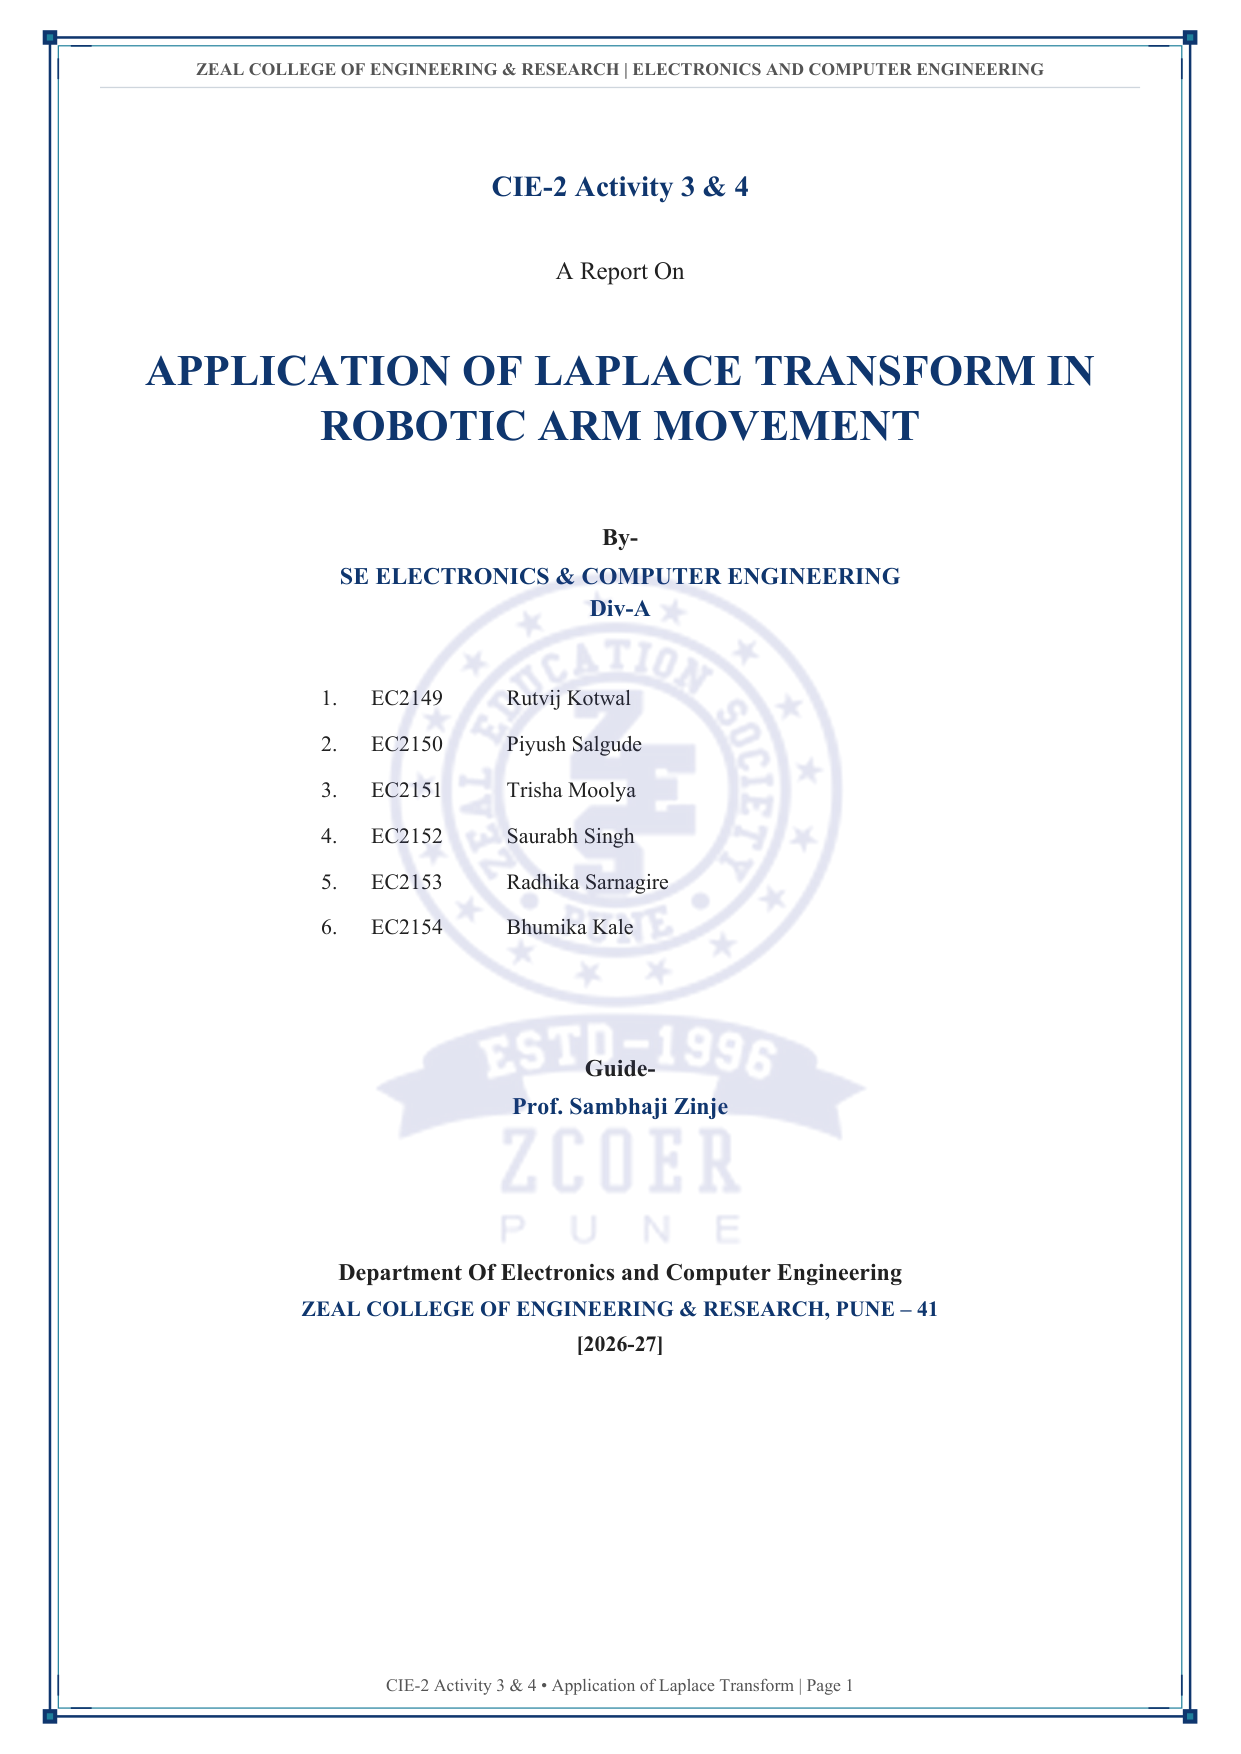 ZEAL COLLEGE OF ENGINEERING & RESEARCH | ELECTRONICS AND COMPUTER ENGINEERING
CIE-2 Activity 3 & 4
A Report On
APPLICATION OF LAPLACE TRANSFORM IN
ROBOTIC ARM MOVEMENT
By-
SE ELECTRONICS & COMPUTER ENGINEERING
Div-A
1. EC2149 Rutvij Kotwal
2. EC2150 Piyush Salgude
3. EC2151 Trisha Moolya
4. EC2152 Saurabh Singh
5. EC2153 Radhika Sarnagire
6. EC2154 Bhumika Kale
ZEAL EDUCATION SOCIETY
ZES
• PUNE •
ESTD-1996
Guide-
Prof. Sambhaji Zinje
ZCOER
PUNE
Department Of Electronics and Computer Engineering
ZEAL COLLEGE OF ENGINEERING & RESEARCH, PUNE – 41
[2026-27]
CIE-2 Activity 3 & 4 • Application of Laplace Transform | Page 1